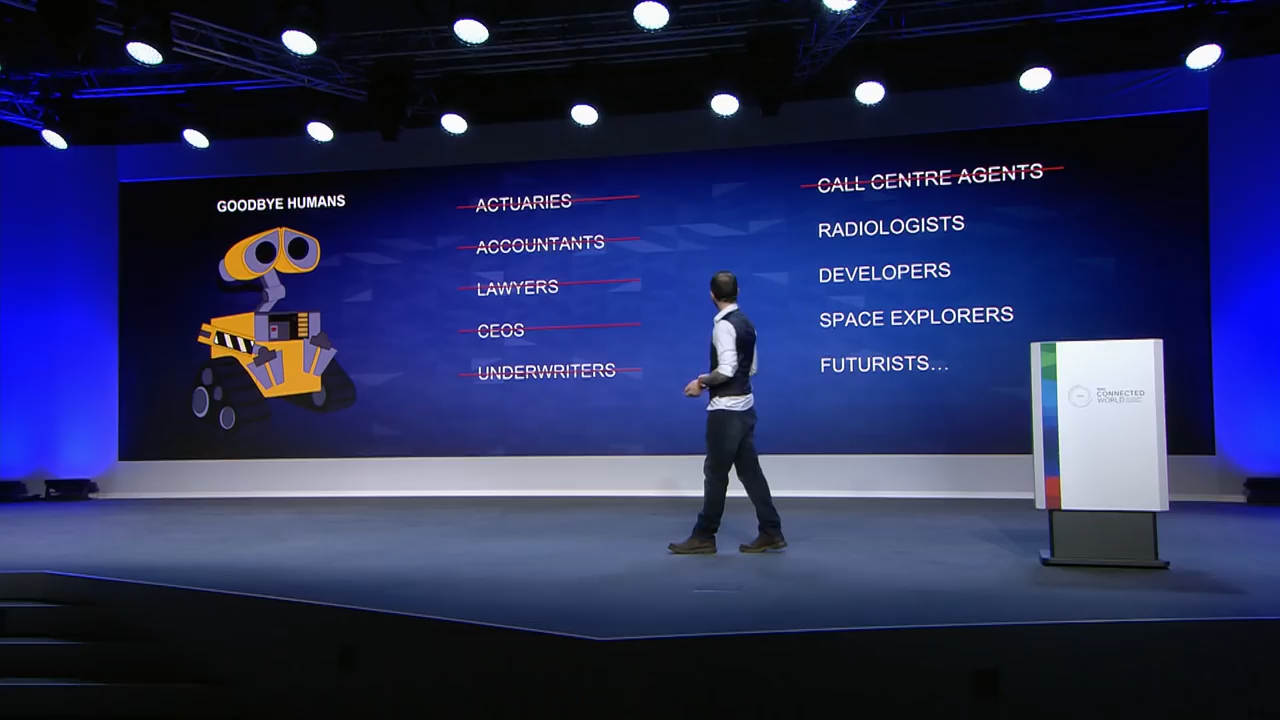 GOODBYE HUMANS
ACTUARIES
ACCOUNTANTS
LAWYERS
CEOS
UNDERWRITERS
CALL CENTRE AGENTS
RADIOLOGISTS
DEVELOPERS
SPACE EXPLORERS
FUTURISTS…
CONNECTED
WORLD